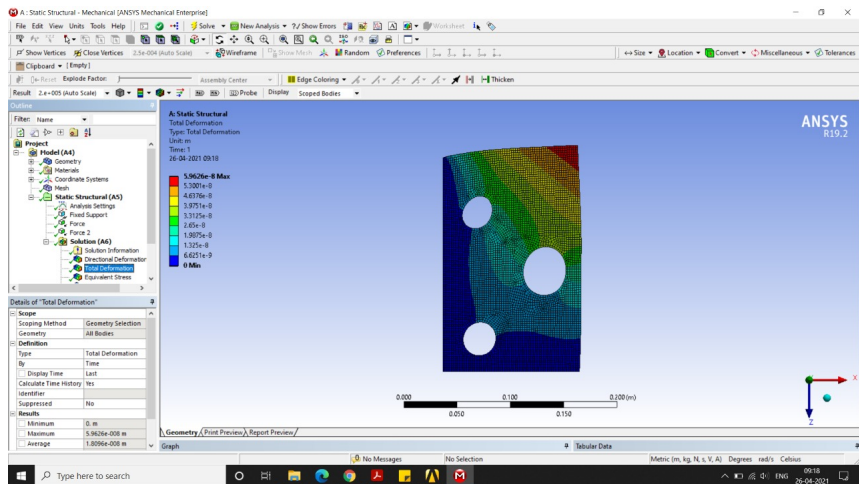 A : Static Structural - Mechanical [ANSYS Mechanical Enterprise]
File Edit View Units Tools Help Solve New Analysis ?/ Show Errors Worksheet
Show Vertices Close Vertices 2.5e-004 (Auto Scale) Wireframe Show Mesh Random Preferences Size Location Convert Miscellaneous Tolerances
Clipboard [Empty]
Reset Explode Factor: Assembly Center Edge Coloring Thicken
Result 2.e+005 (Auto Scale) Probe Display Scoped Bodies
Outline
Filter: Name
Project
Model (A4)
Geometry
Materials
Coordinate Systems
Mesh
Static Structural (A5)
Analysis Settings
Fixed Support
Force
Force 2
Solution (A6)
Solution Information
Directional Deformation
Total Deformation
Equivalent Stress
Details of "Total Deformation"
Scope
Scoping Method Geometry Selection
Geometry All Bodies
Definition
Type Total Deformation
By Time
Display Time Last
Calculate Time History Yes
Identifier
Suppressed No
Results
Minimum 0. m
Maximum 5.9626e-008 m
Average 1.8096e-008 m
A: Static Structural
Total Deformation
Type: Total Deformation
Unit: m
Time: 1
26-04-2021 09:18
5.9626e-8 Max
5.3001e-8
4.6376e-8
3.9751e-8
3.3125e-8
2.65e-8
1.9875e-8
1.325e-8
6.6251e-9
0 Min
ANSYS
R19.2
0.000 0.100 0.200 (m)
0.050 0.150
X
Z
Geometry Print Preview Report Preview
Graph Tabular Data
No Messages No Selection Metric (m, kg, N, s, V, A) Degrees rad/s Celsius
Type here to search ENG 09:18
26-04-2021